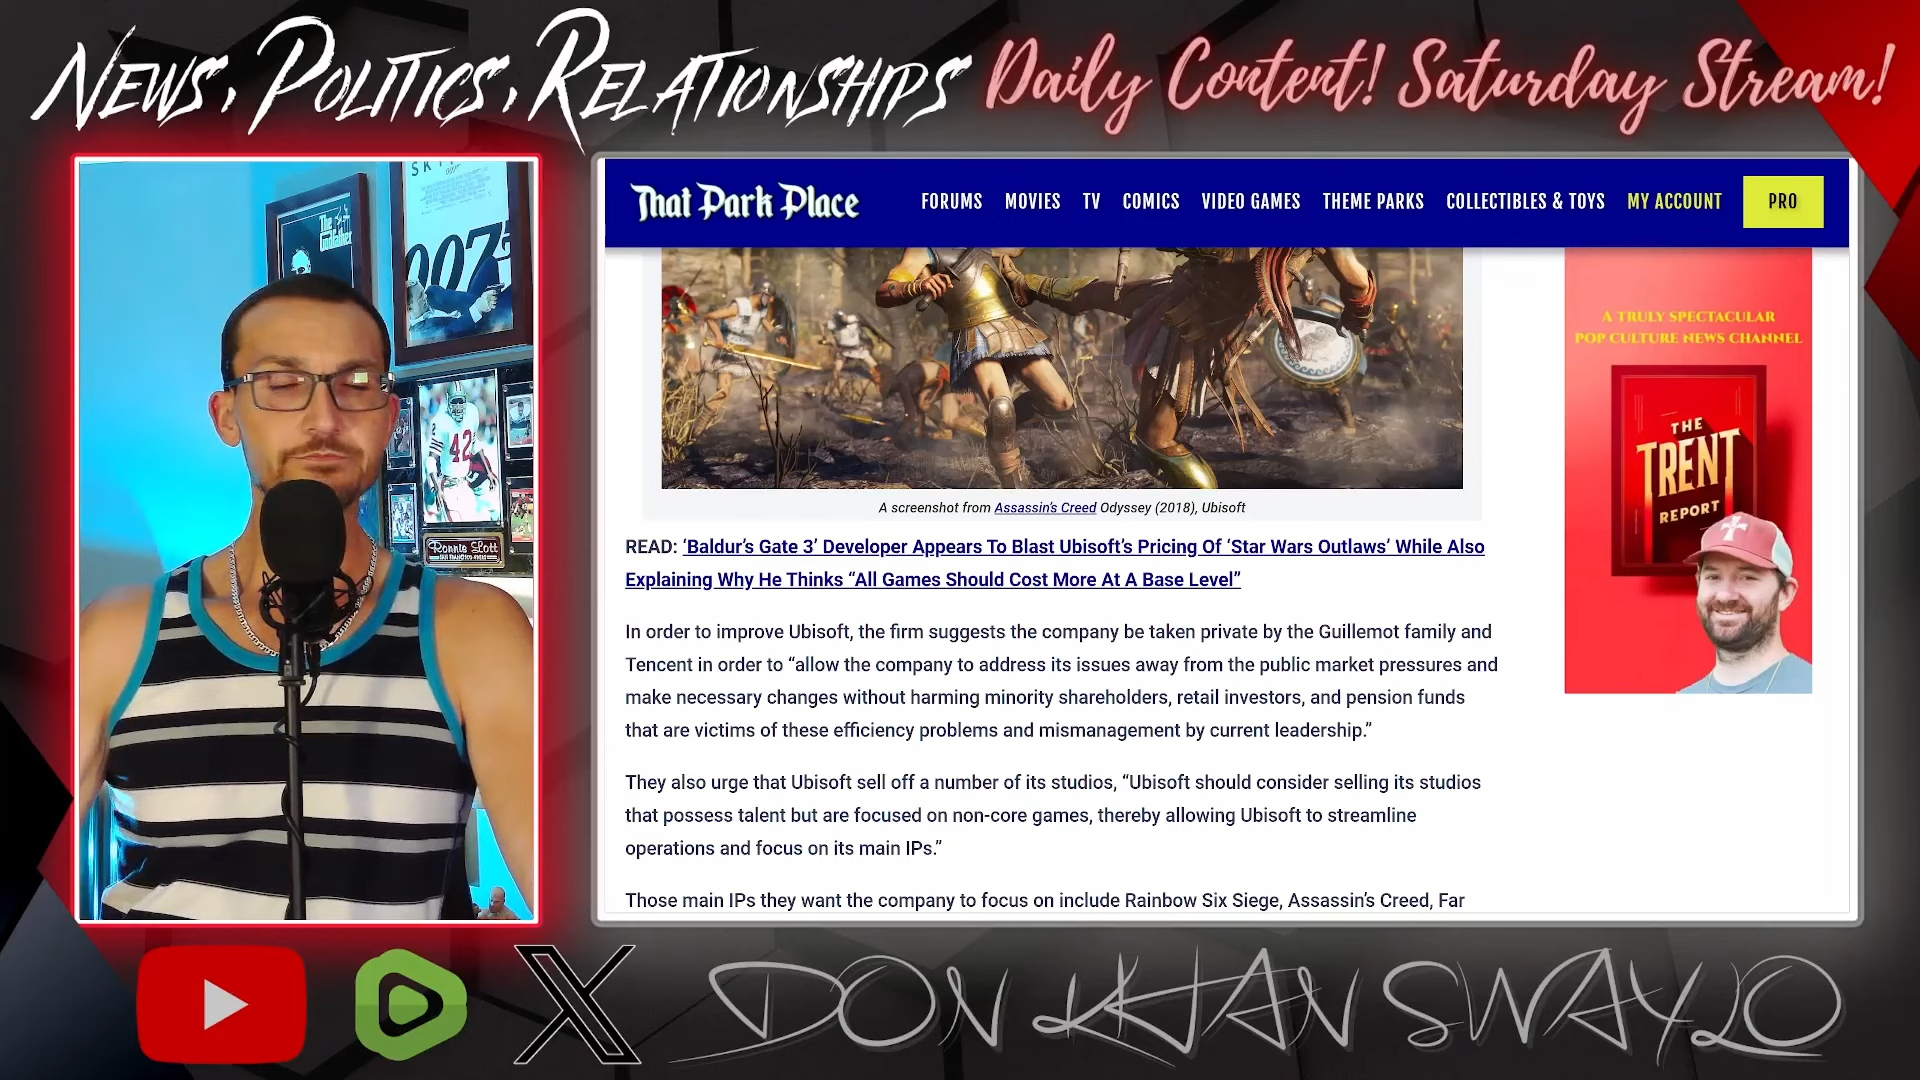 News, Politics, Relationships Daily Content! Saturday Stream!
The Godfather
007
42
Ronnie Lott
SAN FRANCISCO 49ERS
That Park Place
FORUMS MOVIES TV COMICS VIDEO GAMES THEME PARKS COLLECTIBLES & TOYS MY ACCOUNT PRO
A screenshot from Assassin's Creed Odyssey (2018), Ubisoft
READ: ‘Baldur’s Gate 3’ Developer Appears To Blast Ubisoft’s Pricing Of ‘Star Wars Outlaws’ While Also
Explaining Why He Thinks “All Games Should Cost More At A Base Level”
In order to improve Ubisoft, the firm suggests the company be taken private by the Guillemot family and
Tencent in order to “allow the company to address its issues away from the public market pressures and
make necessary changes without harming minority shareholders, retail investors, and pension funds
that are victims of these efficiency problems and mismanagement by current leadership.”
They also urge that Ubisoft sell off a number of its studios, “Ubisoft should consider selling its studios
that possess talent but are focused on non-core games, thereby allowing Ubisoft to streamline
operations and focus on its main IPs.”
Those main IPs they want the company to focus on include Rainbow Six Siege, Assassin’s Creed, Far
A TRULY SPECTACULAR
POP CULTURE NEWS CHANNEL
THE
TRENT
REPORT
DON KHAN SWAYLO